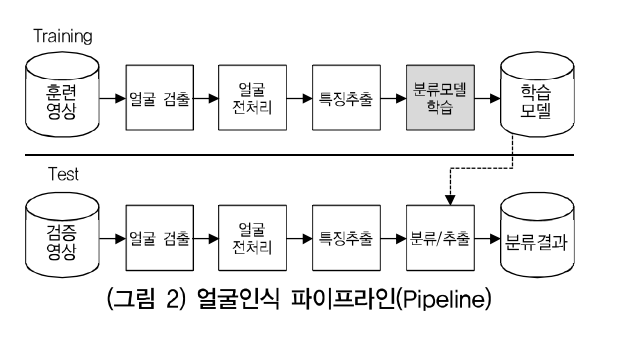 Training
훈련
영상
얼굴 검출
얼굴
전처리
특징추출
분류모델
학습
학습
모델
Test
검증
영상
얼굴 검출
얼굴
전처리
특징추출
분류/추출
분류결과
(그림 2) 얼굴인식 파이프라인(Pipeline)